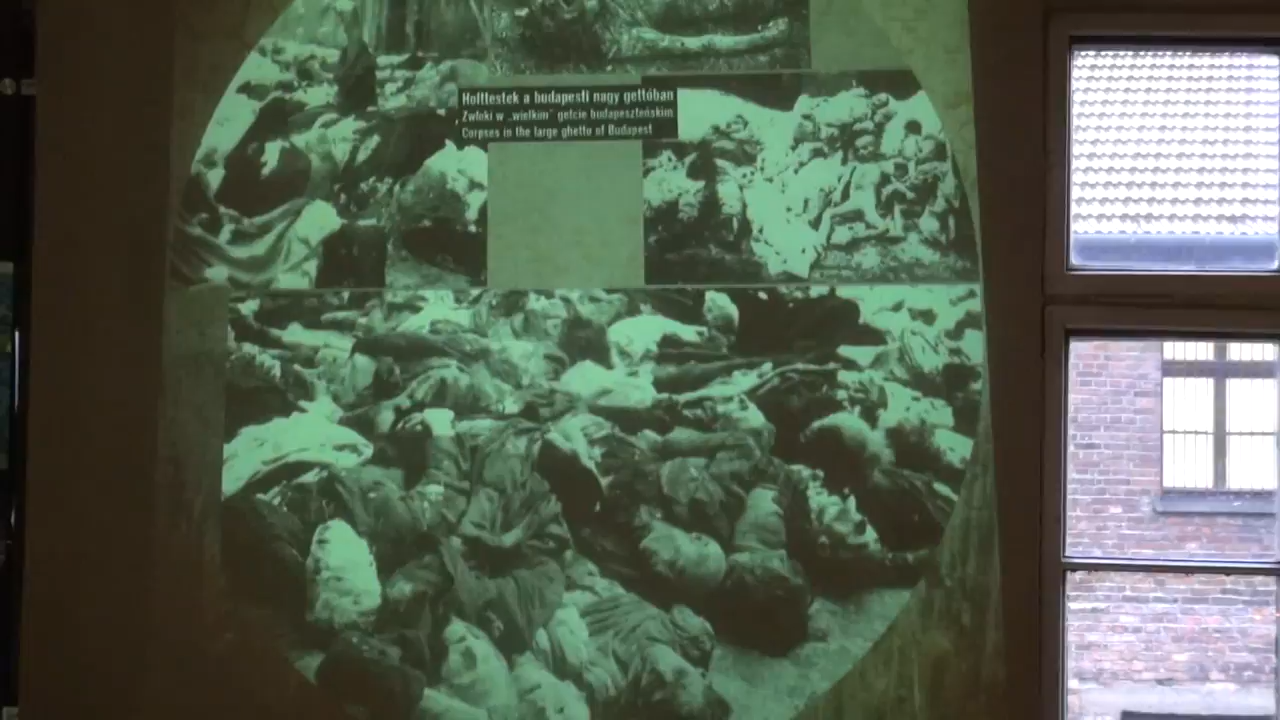 Holttestek a budapesti nagy gettóban
Zwłoki w „wielkim” getcie budapeszteńskim
Corpses in the large ghetto of Budapest